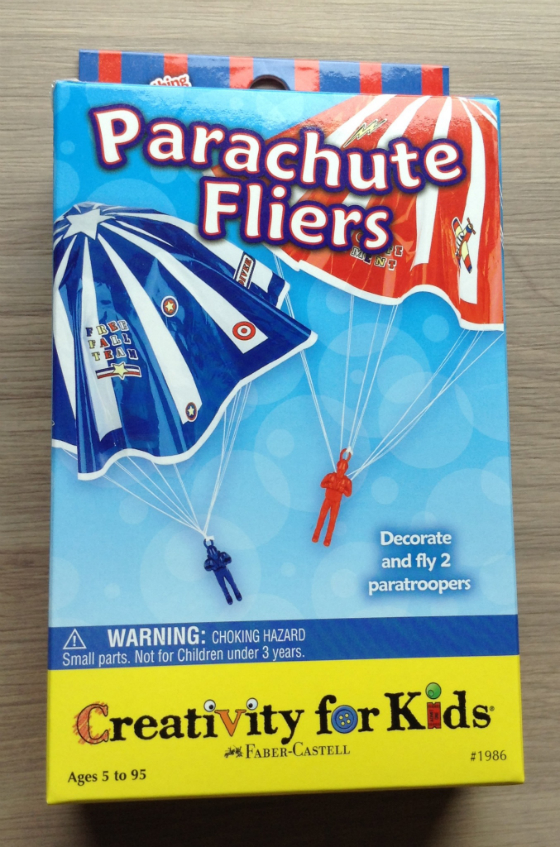 Parachute
Fliers
FREE
FALL
TEAM
Decorate
and fly 2
paratroopers
WARNING: CHOKING HAZARD
Small parts. Not for Children under 3 years.
Creativity for Kids®
FABER-CASTELL
#1986
Ages 5 to 95